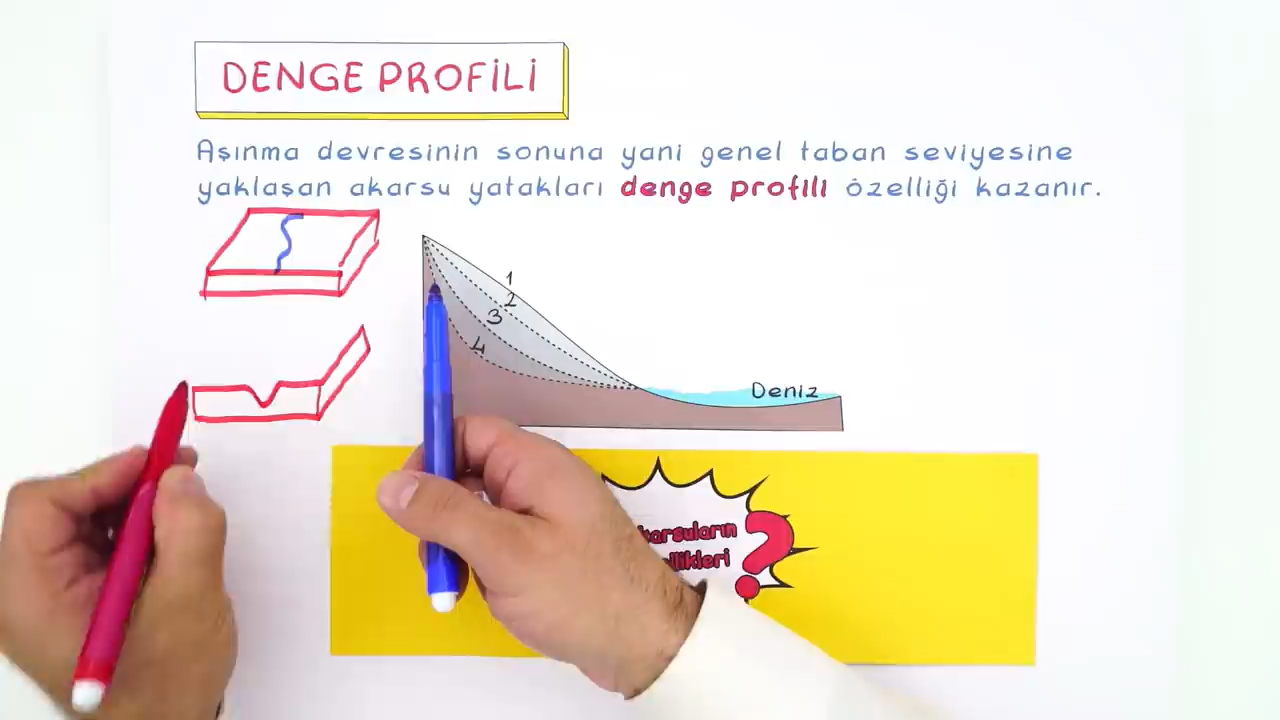 DENGE PROFİLİ
Aşınma devresinin sonuna yani genel taban seviyesine
yaklaşan akarsu yatakları denge profili özelliği kazanır.
1
2
3
4
Deniz
?